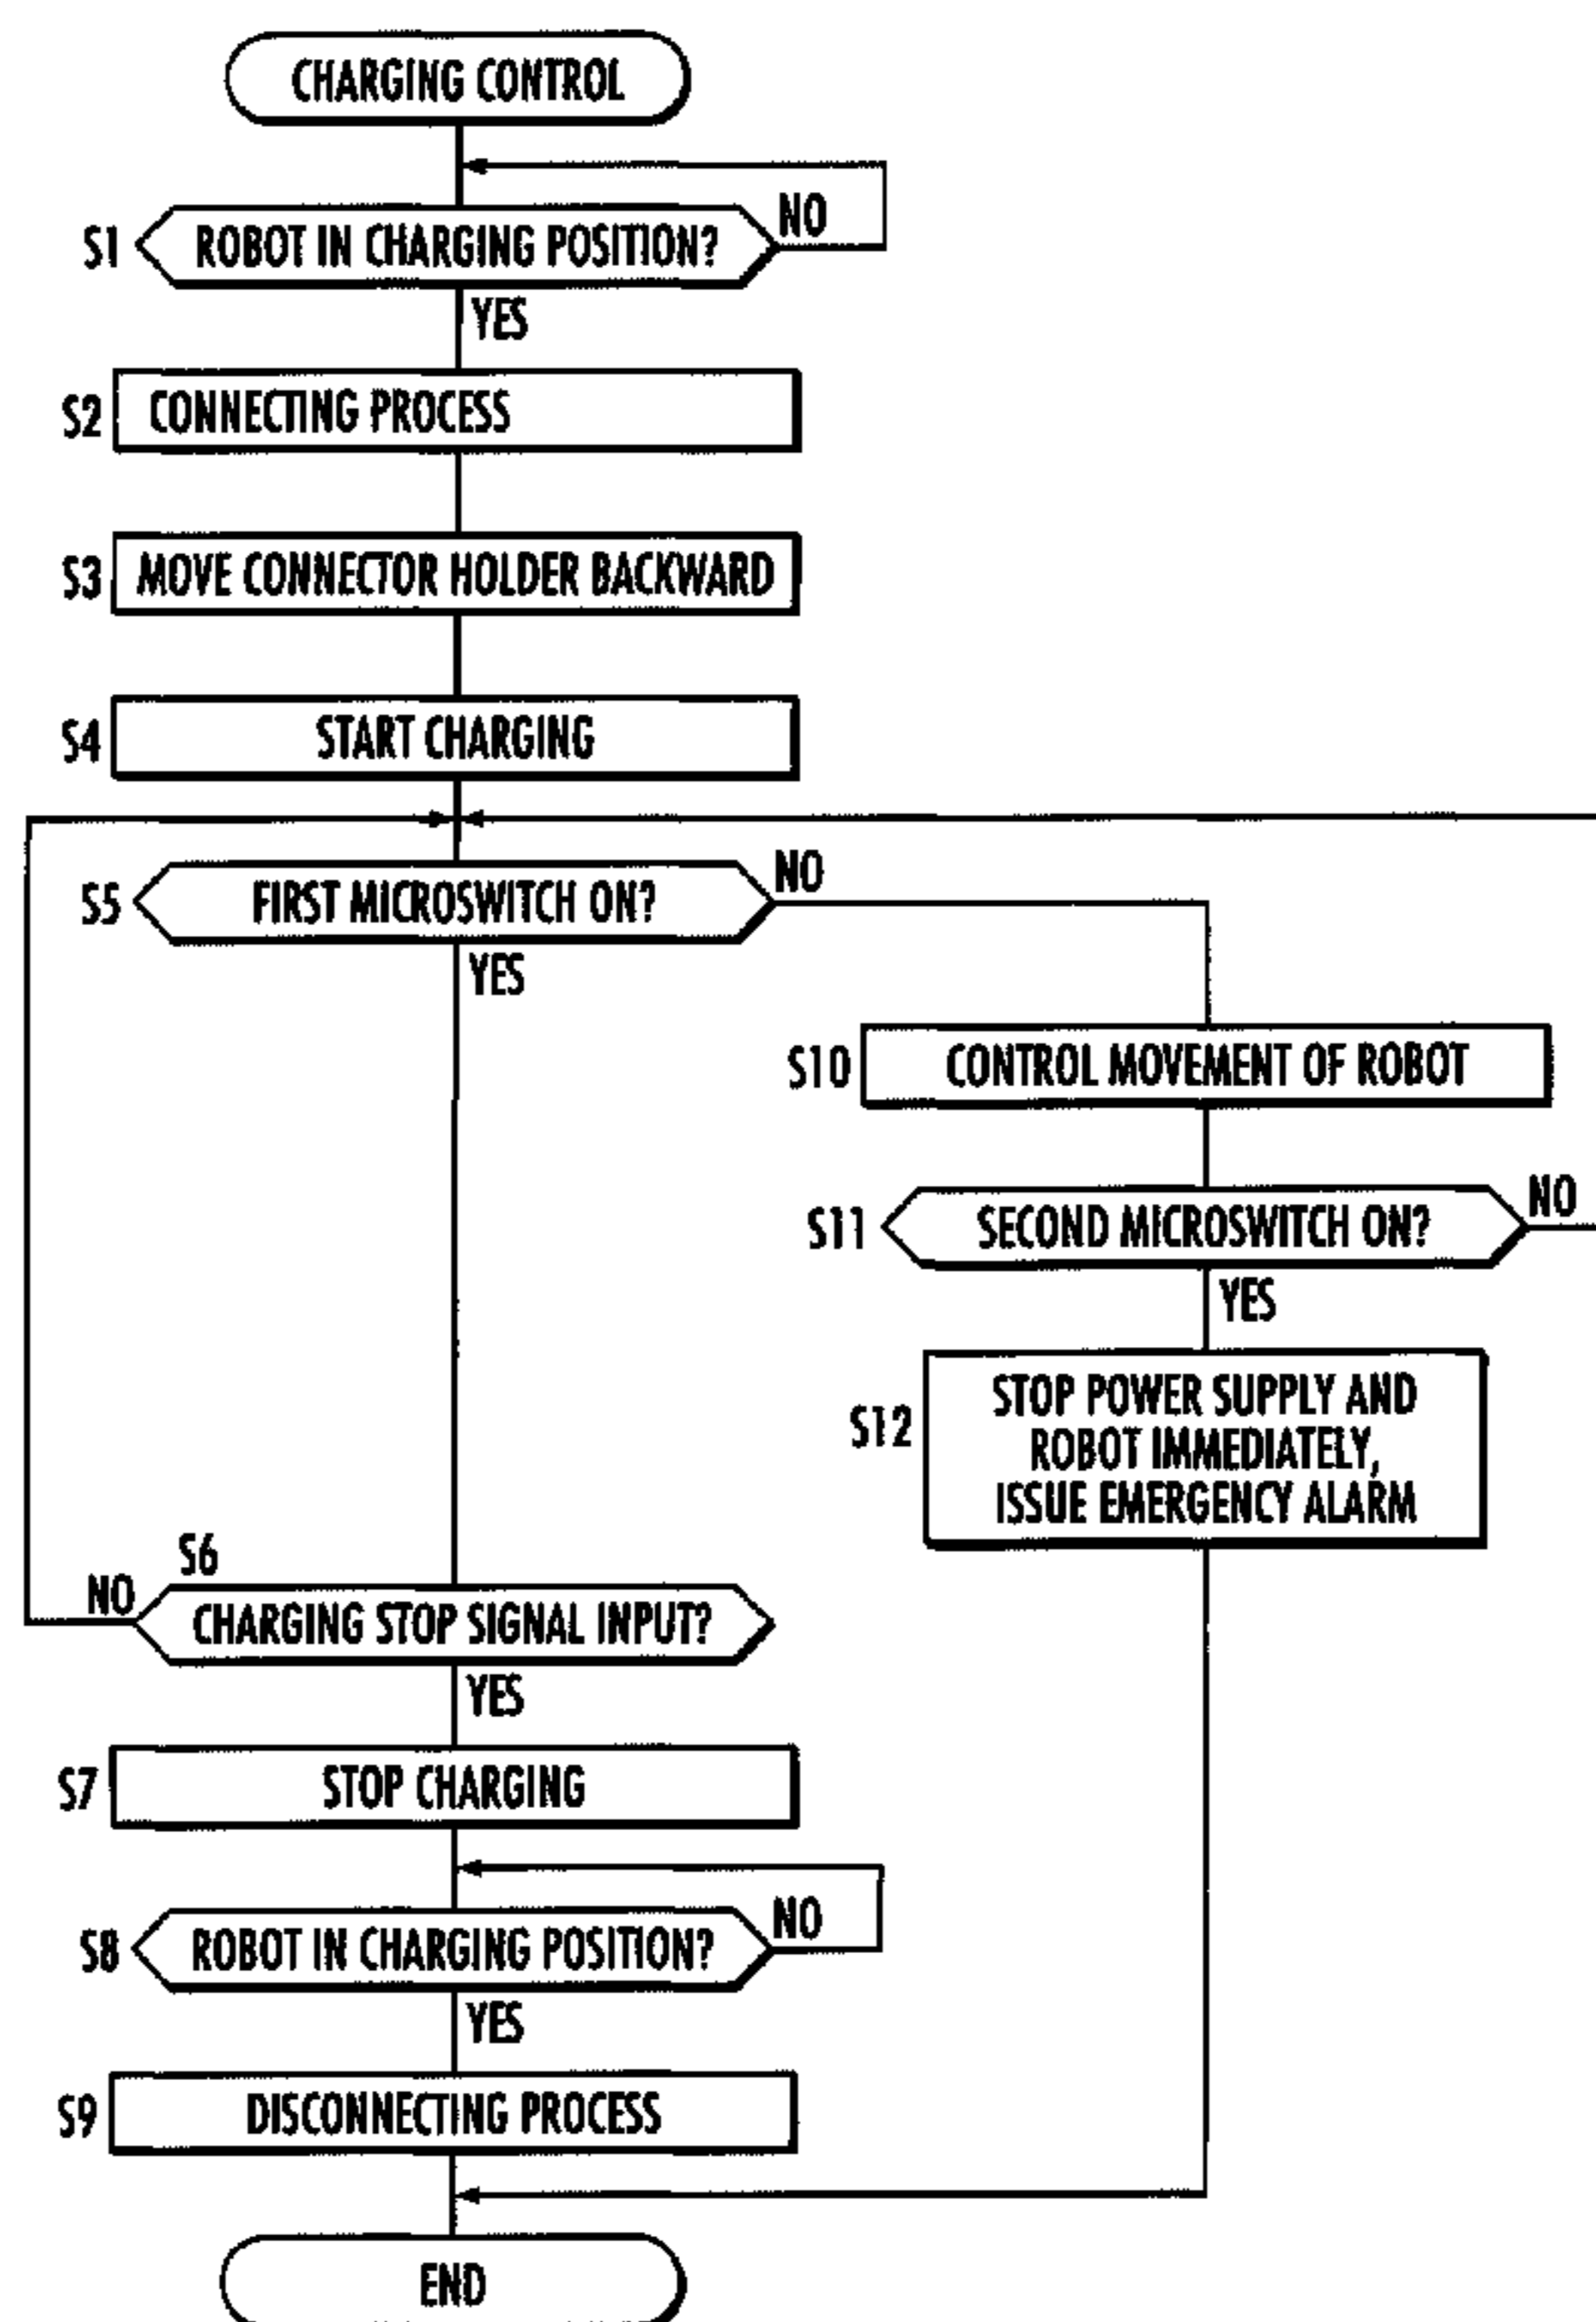 CHARGING CONTROL
NO
S1 ROBOT IN CHARGING POSITION?
YES
S2 CONNECTING PROCESS
S3 MOVE CONNECTOR HOLDER BACKWARD
S4 START CHARGING
NO
S5 FIRST MICROSWITCH ON?
YES
S10 CONTROL MOVEMENT OF ROBOT
NO
S11 SECOND MICROSWITCH ON?
YES
S12 STOP POWER SUPPLY AND
ROBOT IMMEDIATELY,
ISSUE EMERGENCY ALARM
S6
NO
CHARGING STOP SIGNAL INPUT?
YES
S7 STOP CHARGING
NO
S8 ROBOT IN CHARGING POSITION?
YES
S9 DISCONNECTING PROCESS
END